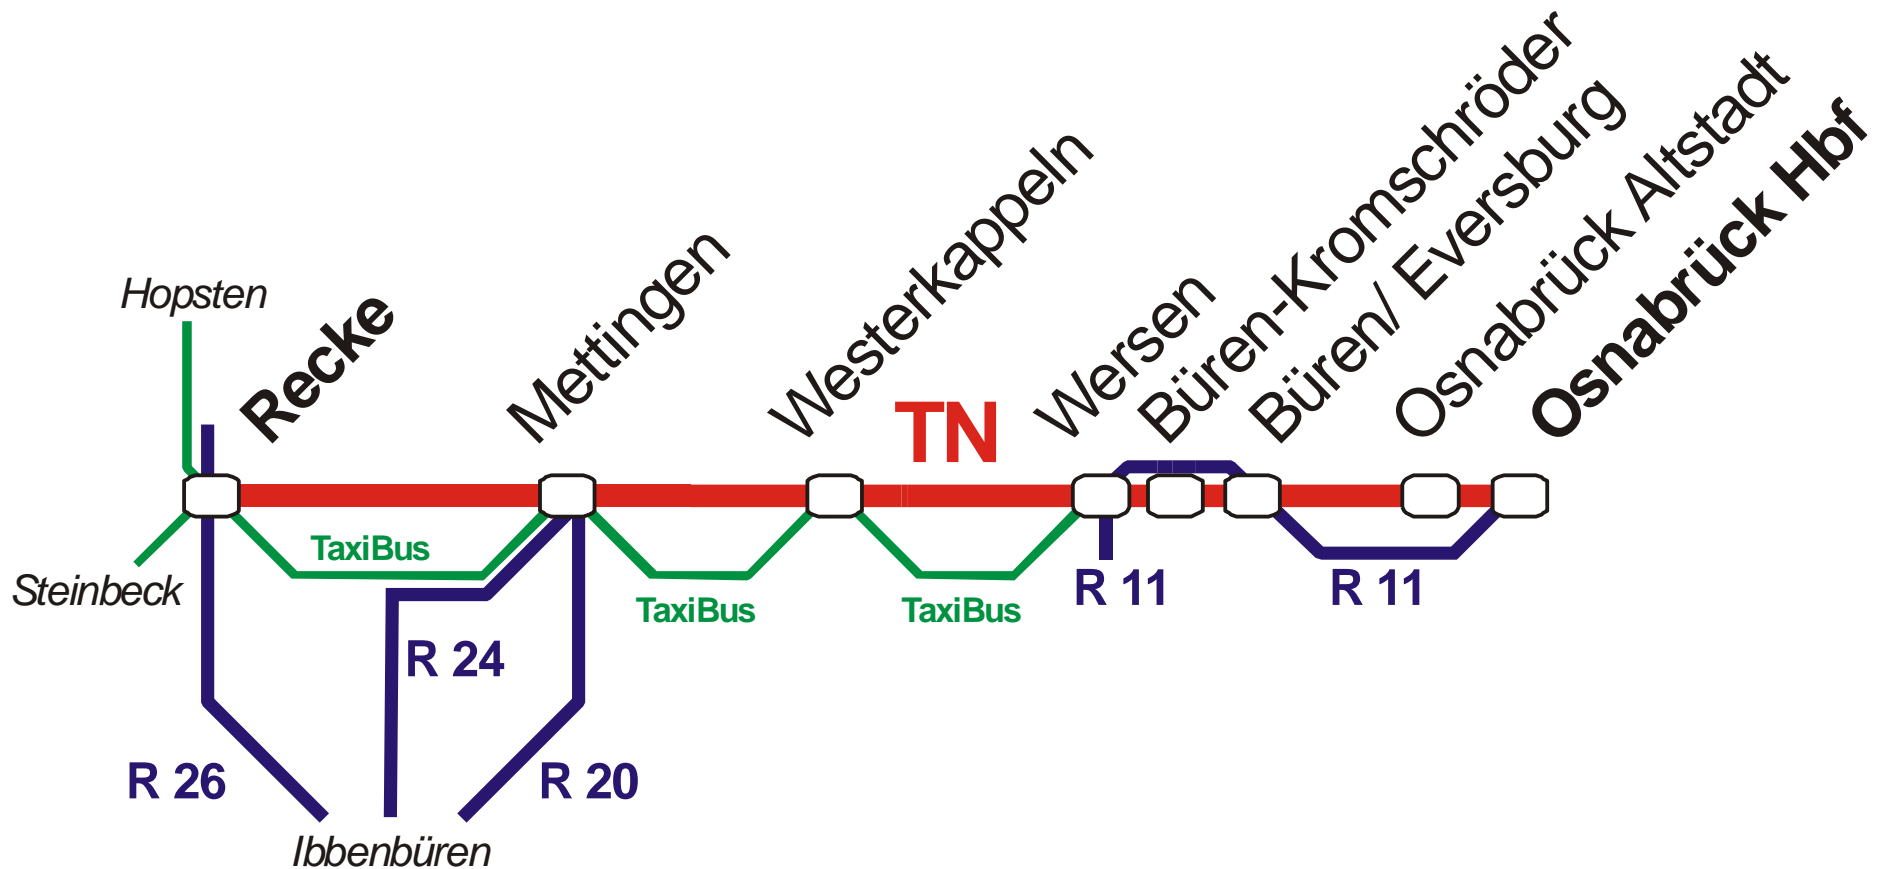 Hopsten
Recke
Mettingen
Westerkappeln
TN
Wersen
Büren-Kromschröder
Büren/ Eversburg
Osnabrück Altstadt
Osnabrück Hbf
Steinbeck
TaxiBus
TaxiBus
TaxiBus
R 11
R 11
R 24
R 26
R 20
Ibbenbüren